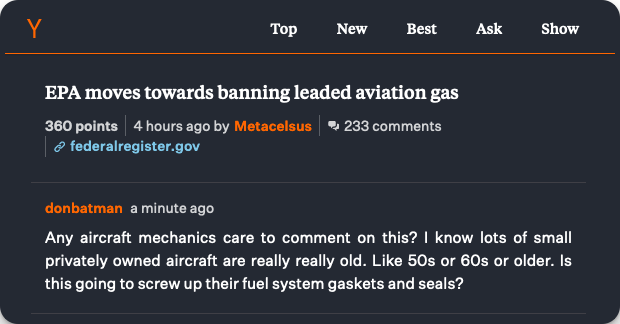 Y
Top New Best Ask Show
EPA moves towards banning leaded aviation gas
360 points 4 hours ago by Metacelsus 233 comments
federalregister.gov
donbatman a minute ago
Any aircraft mechanics care to comment on this? I know lots of small
privately owned aircraft are really really old. Like 50s or 60s or older. Is
this going to screw up their fuel system gaskets and seals?